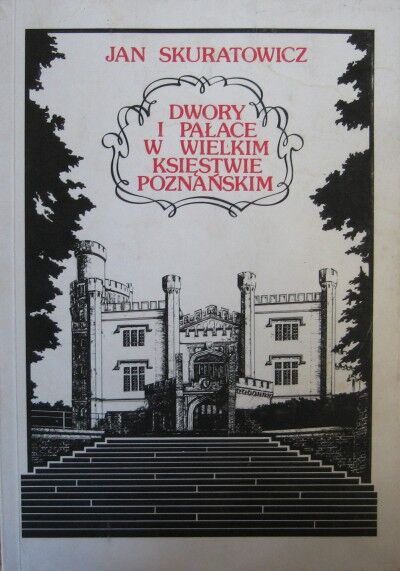 JAN SKURATOWICZ
DWORY
I PAŁACE
W WIELKIM
KSIĘSTWIE
POZNAŃSKIM